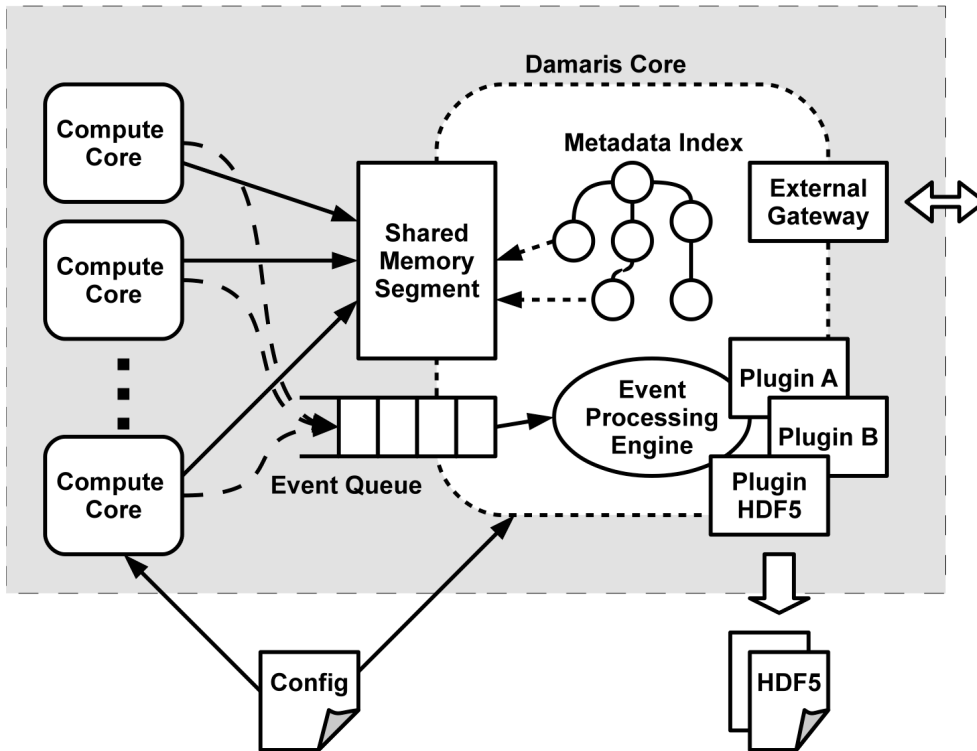 Damaris Core
Compute
Core
Metadata Index
External
Gateway
Shared
Memory
Segment
Compute
Core
Event
Processing
Engine
Plugin A
Plugin B
Plugin
HDF5
Compute
Core
Event Queue
Config
HDF5